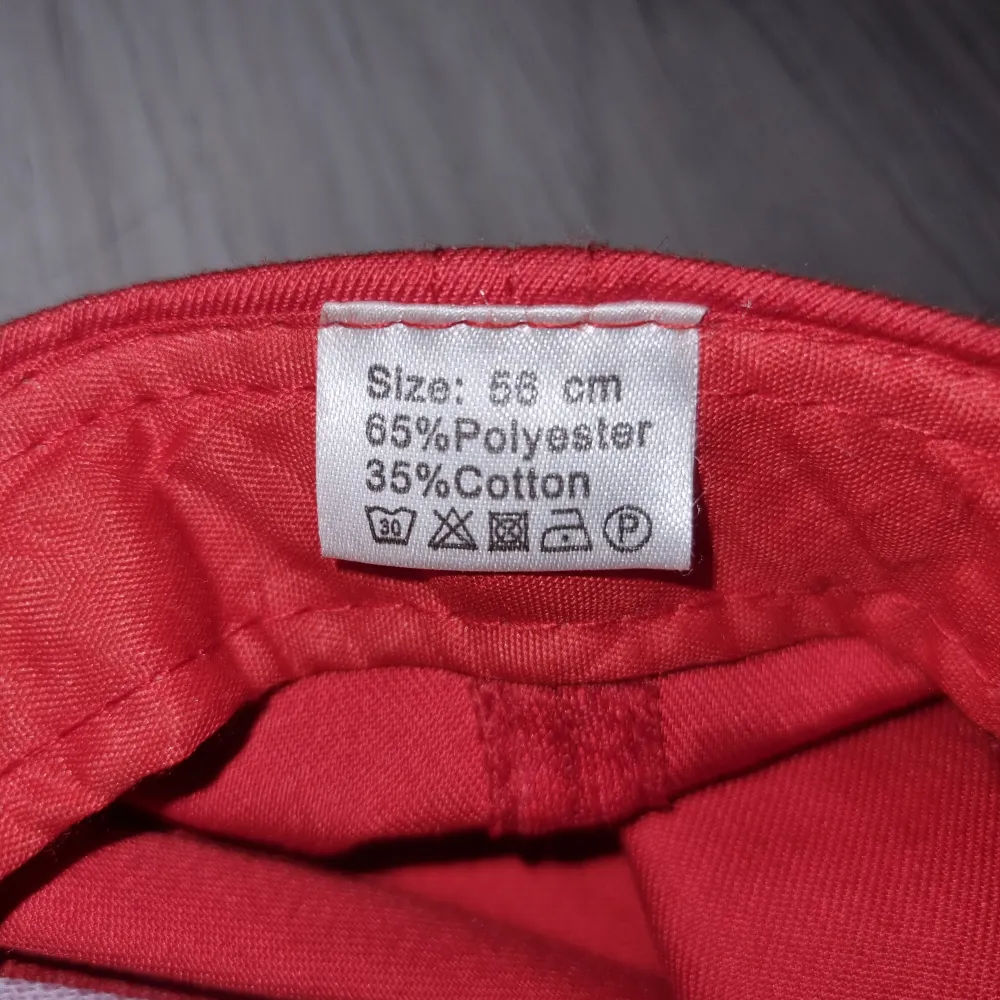 Size: 56 cm
65%Polyester
35%Cotton
30 P